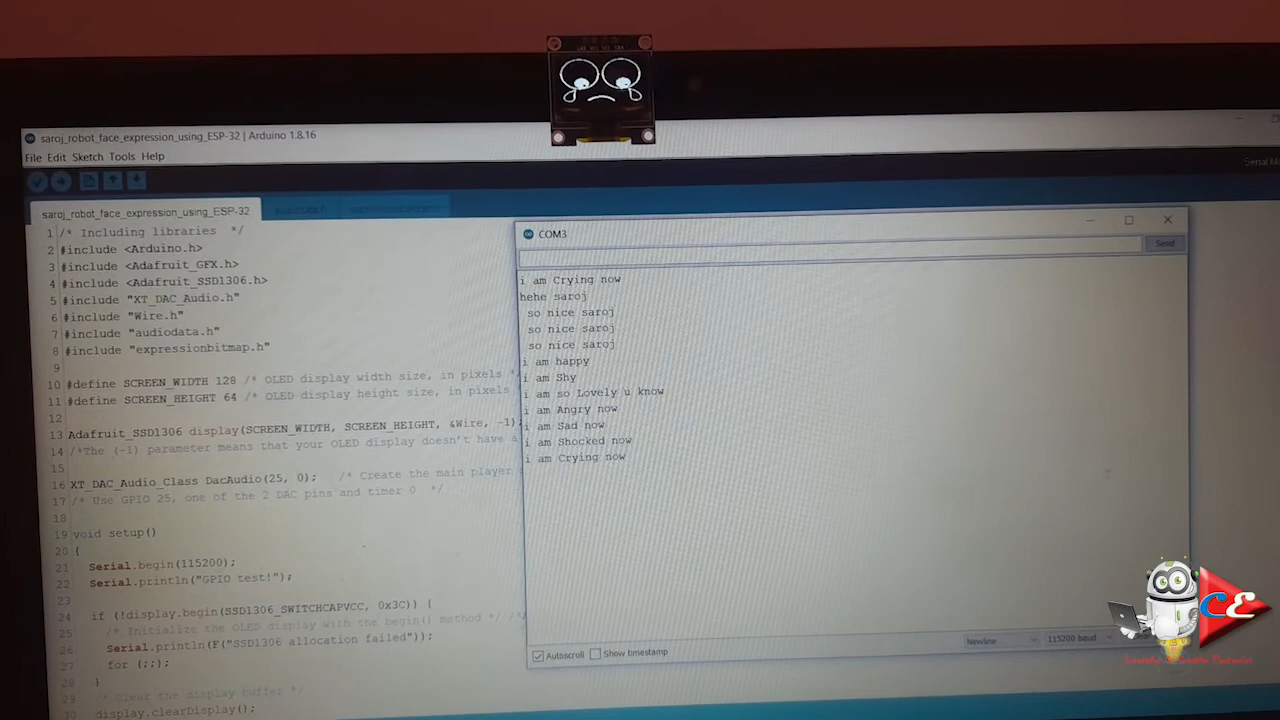 saroj_robot_face_expression_using_ESP-32 | Arduino 1.8.16
File Edit Sketch Tools Help
Serial
saroj_robot_face_expression_using_ESP-32
1 /* Including libraries */
2 #include <Arduino.h>
3 #include <Adafruit_GFX.h>
4 #include <Adafruit_SSD1306.h>
5 #include "XT_DAC_Audio.h"
6 #include "Wire.h"
7 #include "audiodata.h"
8 #include "expressionbitmap.h"
9
10 #define SCREEN_WIDTH 128 /* OLED display width size, in pixels *
11 #define SCREEN_HEIGHT 64 /* OLED display height size, in pixels
12
13 Adafruit_SSD1306 display(SCREEN_WIDTH, SCREEN_HEIGHT, &Wire, -1);
14 /*The (-1) parameter means that your OLED display doesn't have a
15
16 XT_DAC_Audio_Class DacAudio(25, 0); /* Create the main player
17 /* Use GPIO 25, one of the 2 DAC pins and timer 0 */
18
19 void setup()
20 {
21 Serial.begin(115200);
22 Serial.println("GPIO test!");
23
24 if (!display.begin(SSD1306_SWITCHCAPVCC, 0x3C)) {
25 /* Initialize the OLED display with the begin() method */
26 Serial.println(F("SSD1306 allocation failed"));
27 for (;;);
28 }
29 /* Clear the display buffer */
30 display.clearDisplay();
COM3
Send
i am Crying now
hehe saroj
so nice saroj
so nice saroj
so nice saroj
i am happy
i am Shy
i am so Lovely u know
i am Angry now
i am Sad now
i am Shocked now
i am Crying now
Autoscroll Show timestamp
Newline
115200 baud
CE